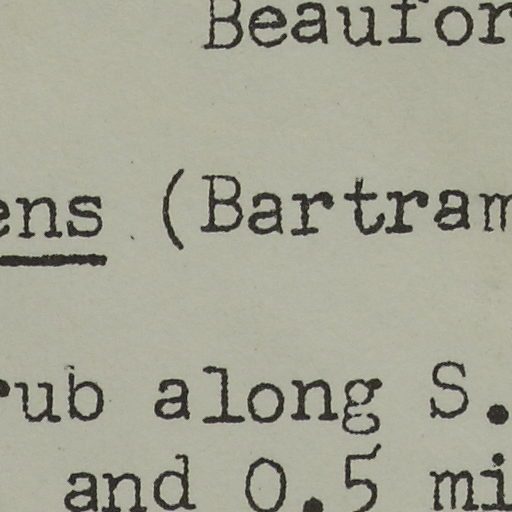 Beaufor
ens (Bartram
rub along S.
and 0.5 mi